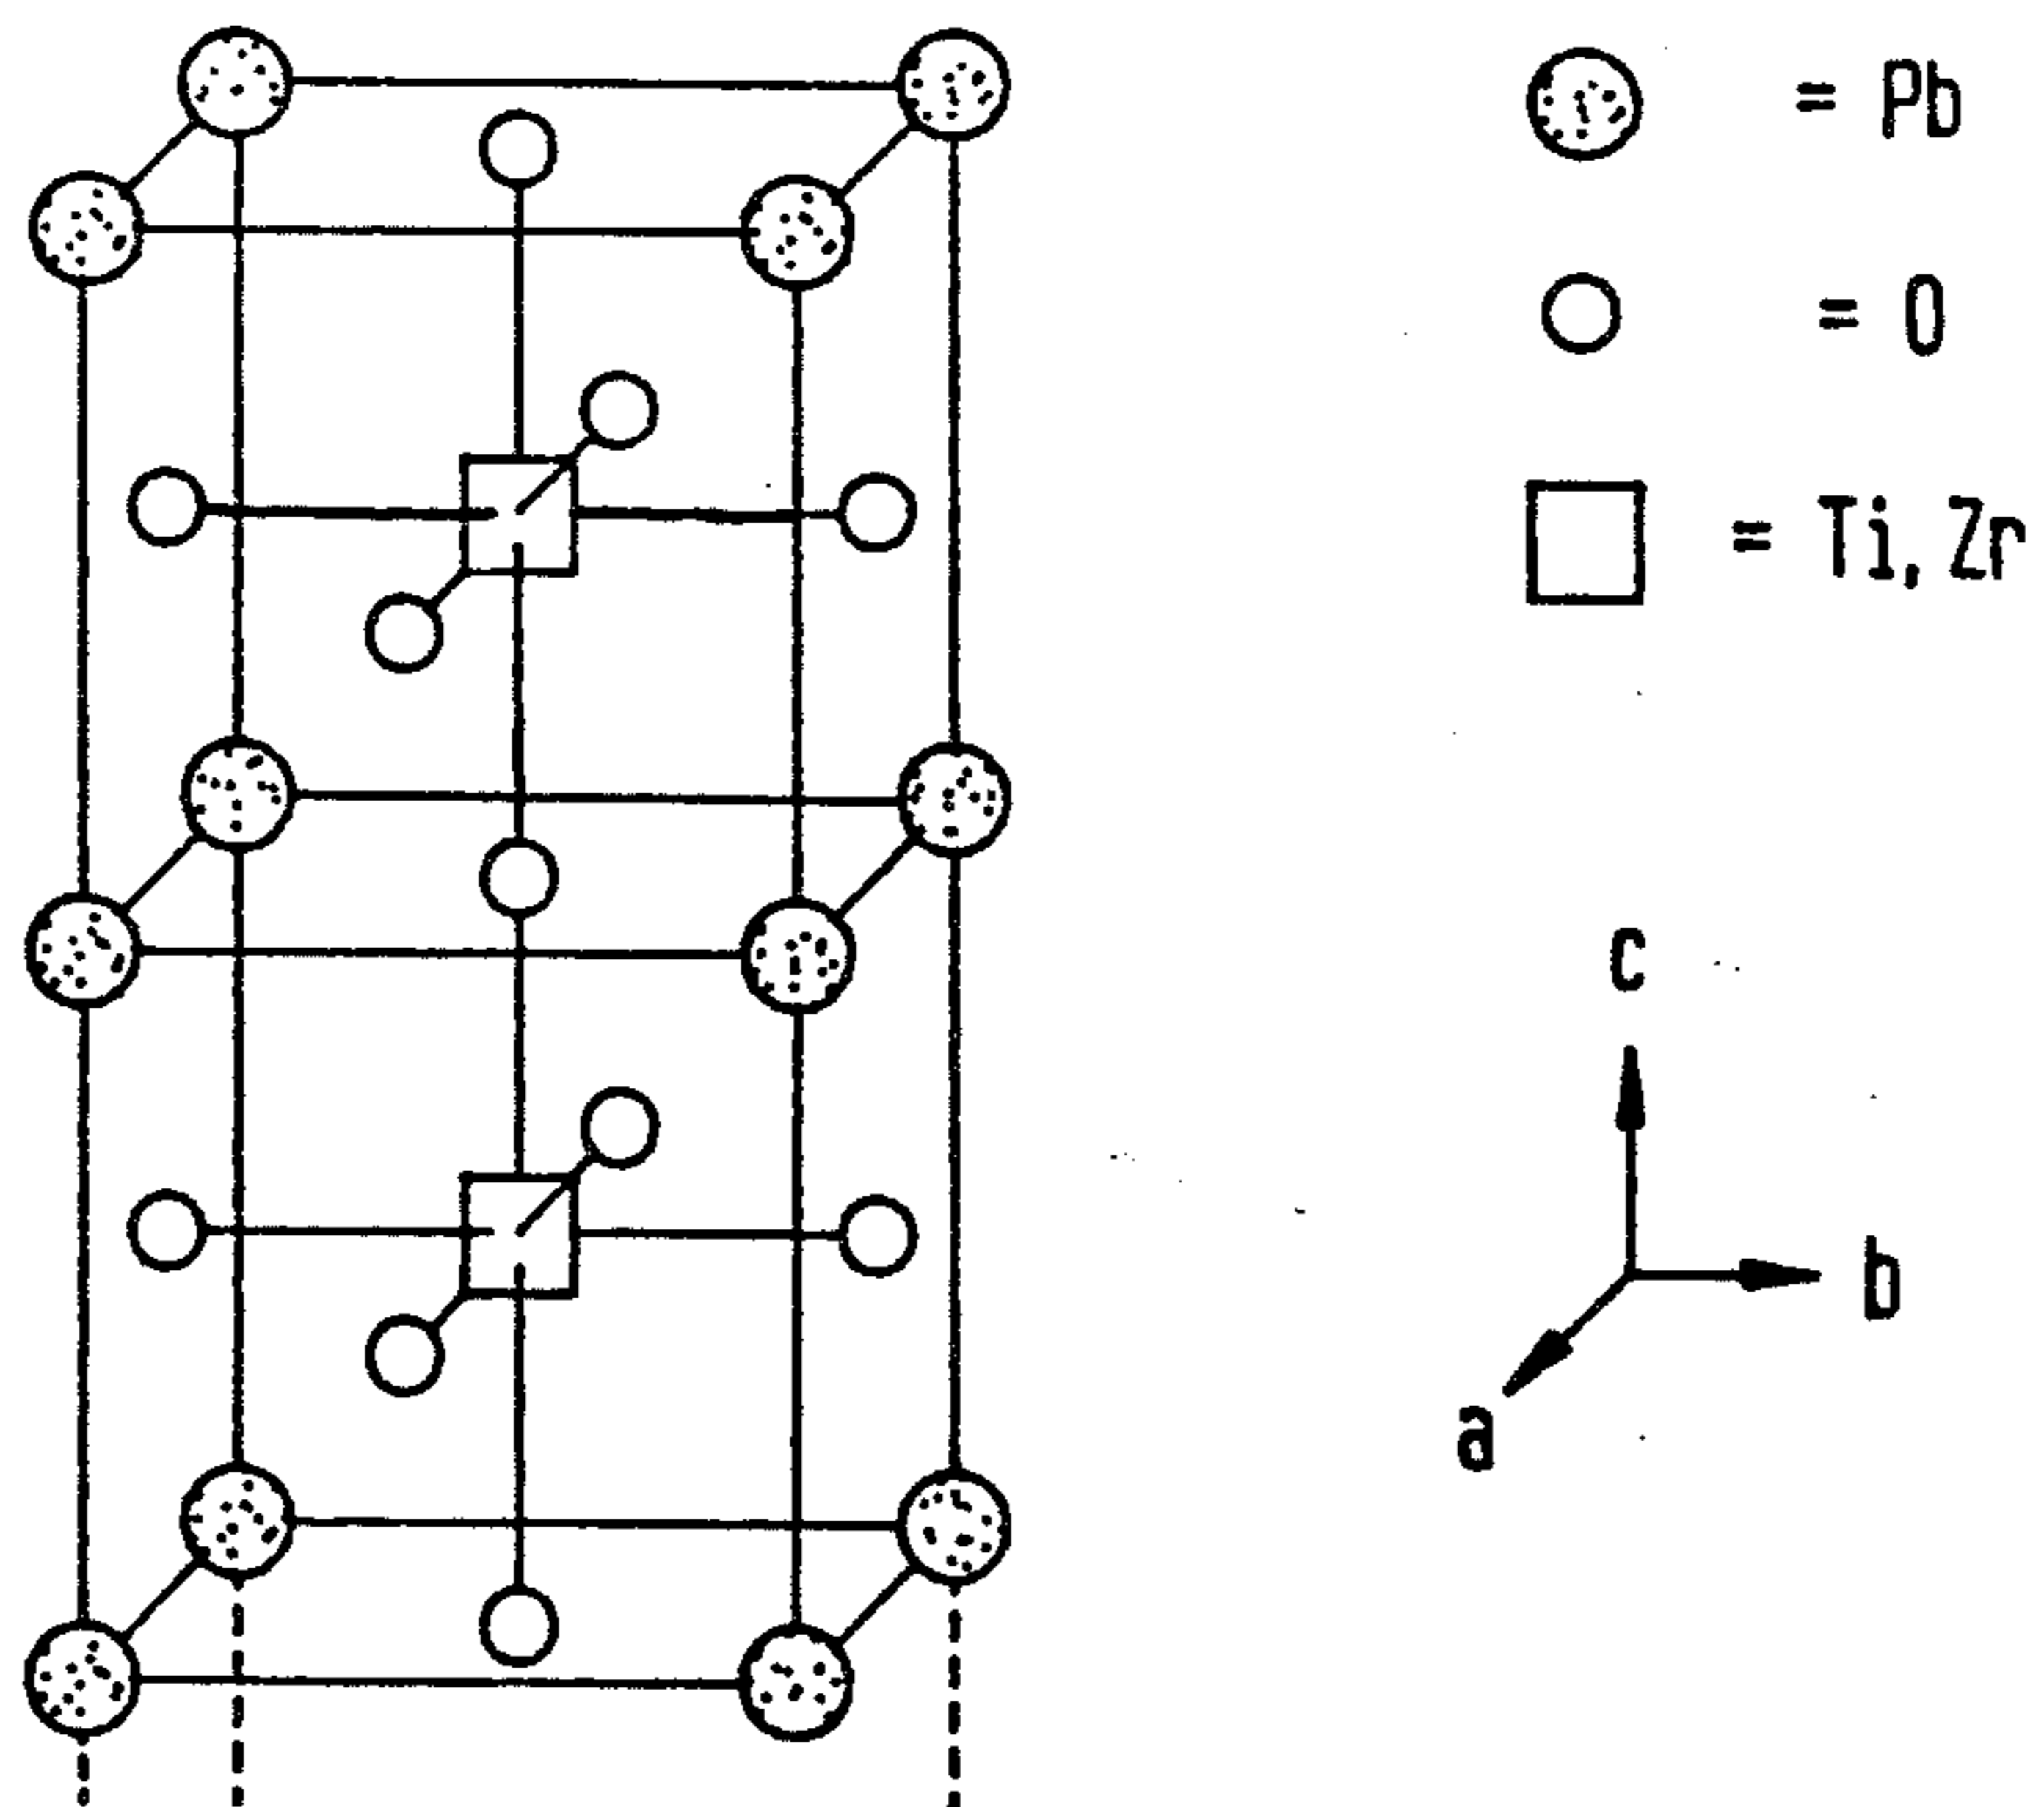 = Pb
= O
= Ti, Zr
c
b
a